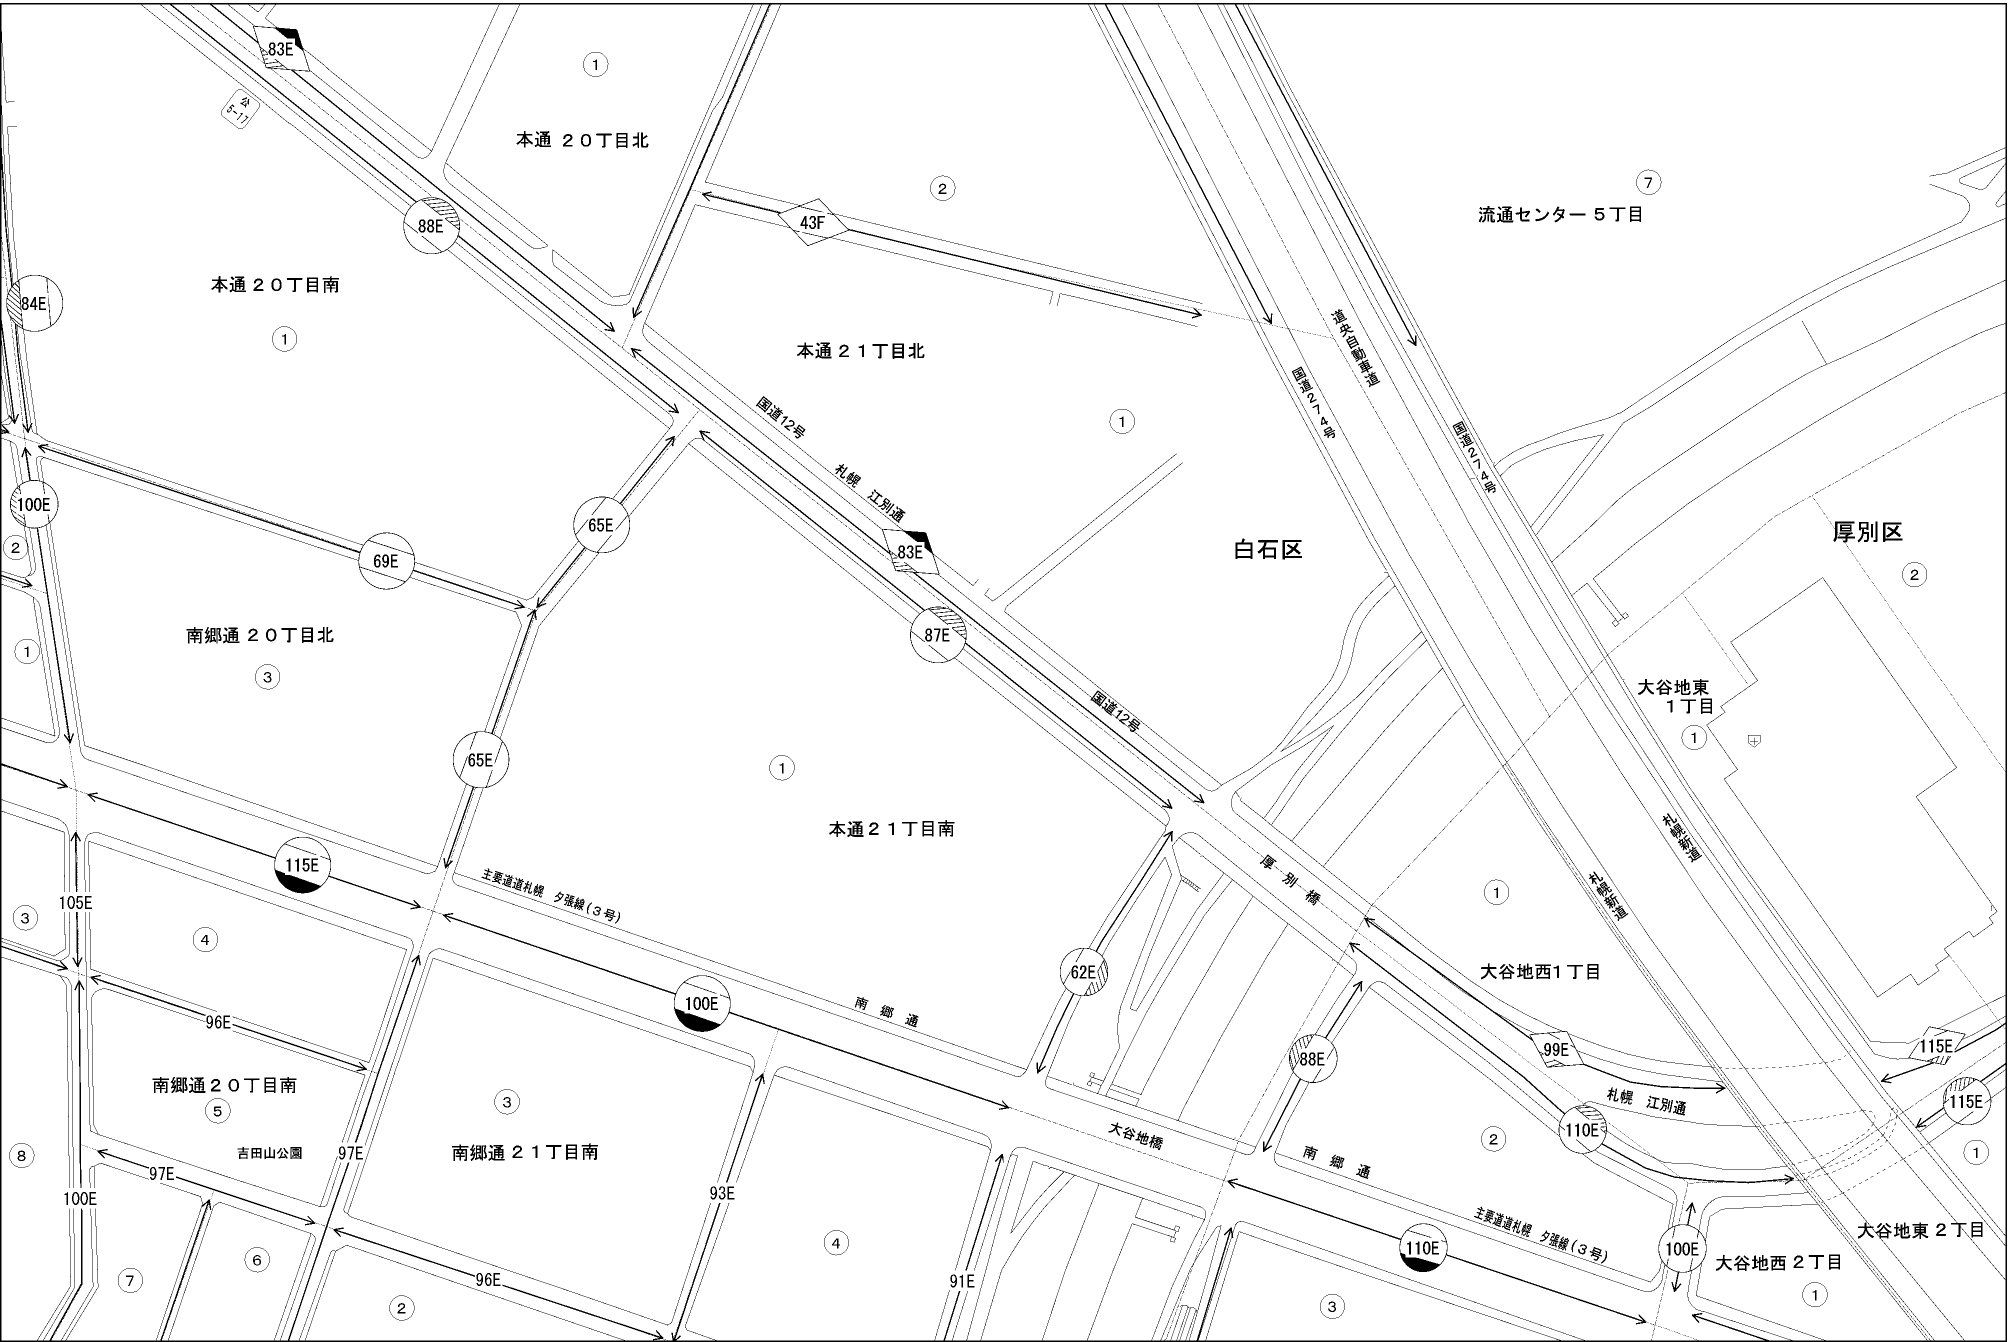 83E
公
5-17
①
本通 20丁目北
②
⑦
流通センター 5丁目
43F
88E
本通20丁目南
①
84E
本通21丁目北
道央自動車道
国道274号
国道12号
①
国道274号
札幌 江別通
100E
65E
69E
83E
白石区
厚別区
②
②
南郷通20丁目北
③
①
87E
大谷地東
1丁目
①
国道12号
65E
①
本通21丁目南
札幌新道
札幌新道
115E
主要道道札幌 夕張線(3号)
厚別橋
①
105E
③
④
62E
大谷地西1丁目
100E
南郷通
96E
88E
99E
115E
南郷通20丁目南
⑤
③
札幌 江別通
115E
110E
大谷地橋
②
①
⑧
吉田山公園
97E
南郷通21丁目南
南郷通
97E
93E
100E
主要道道札幌 夕張線(3号)
大谷地東 2丁目
④
110E
100E
大谷地西 2丁目
⑥
⑦
96E
91E
②
③
①